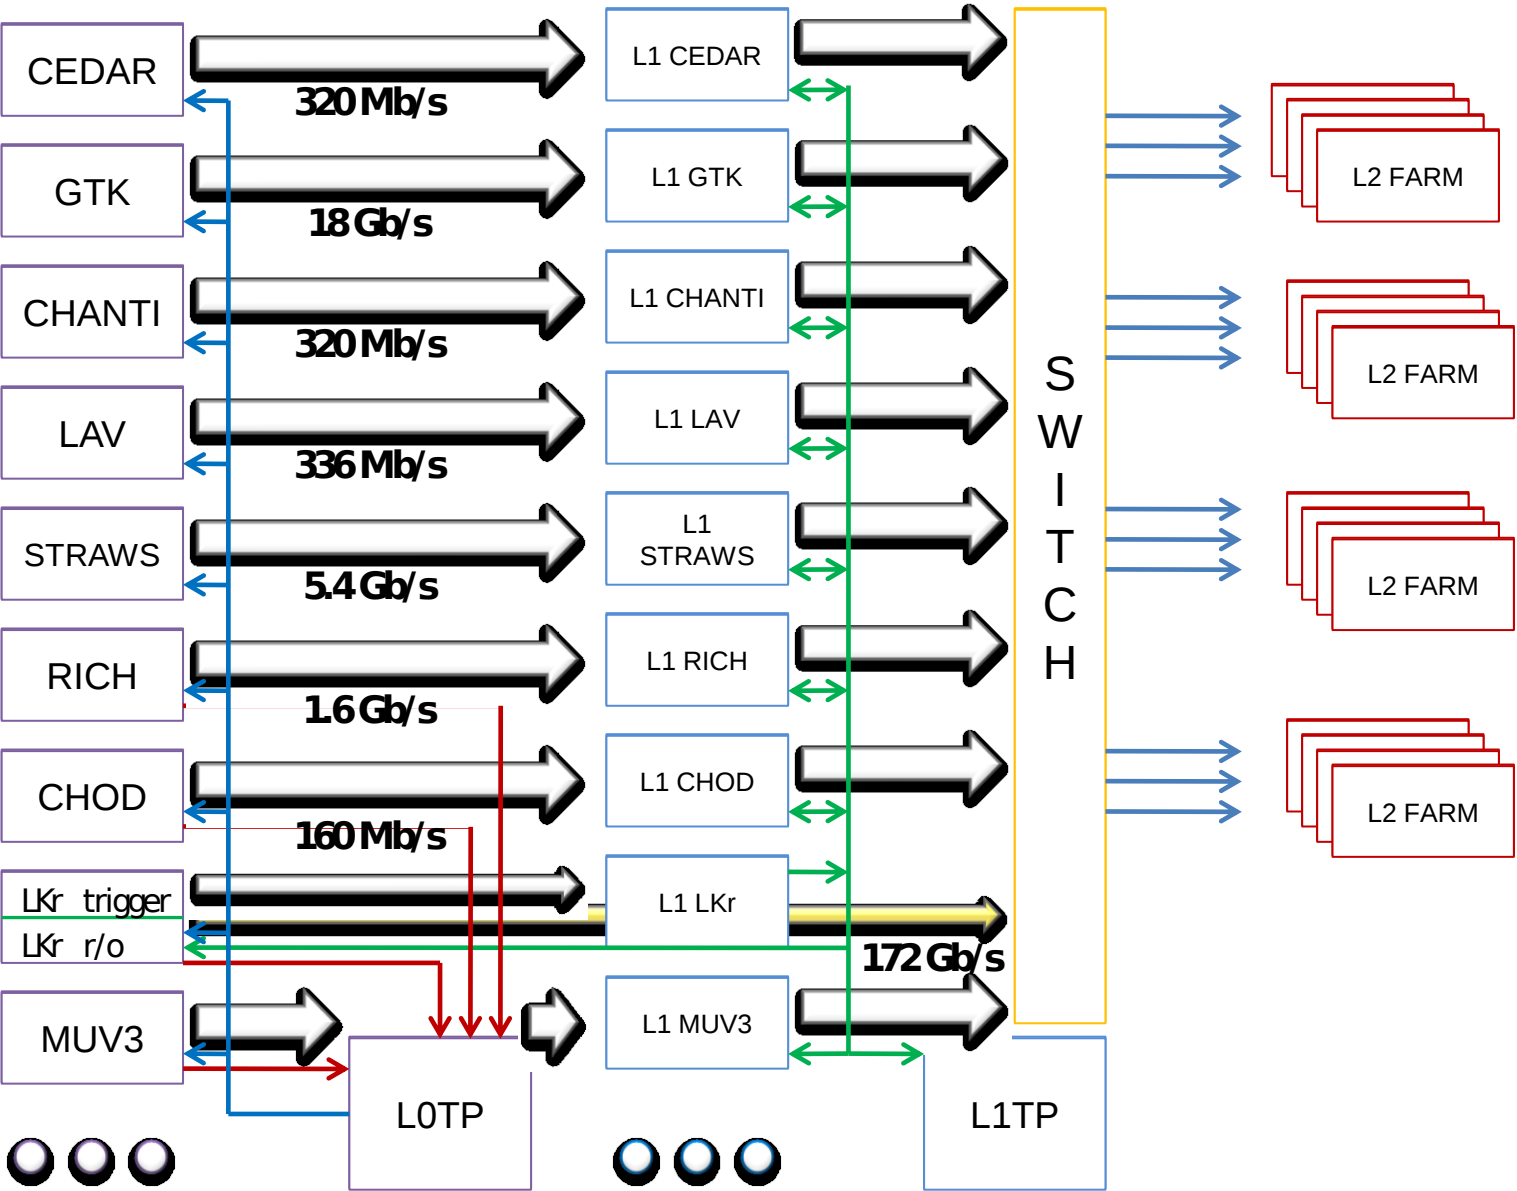 CEDAR
320 Mb/s
L1 CEDAR
GTK
18 Gb/s
L1 GTK
L2 FARM
CHANTI
320 Mb/s
L1 CHANTI
L2 FARM
LAV
336 Mb/s
L1 LAV
S
W
I
T
C
H
STRAWS
5.4 Gb/s
L1
STRAWS
L2 FARM
RICH
1.6 Gb/s
L1 RICH
CHOD
160 Mb/s
L1 CHOD
L2 FARM
LKr trigger
LKr r/o
L1 LKr
172 Gb/s
MUV3
L1 MUV3
L0TP
L1TP